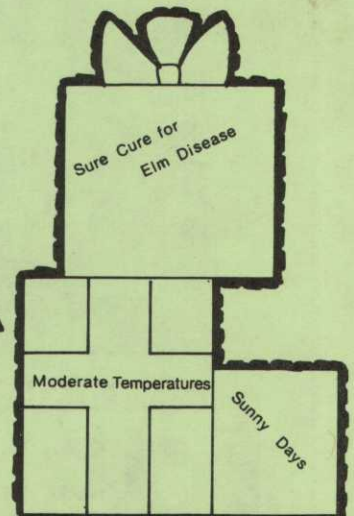 Sure Cure for
Elm Disease
Moderate Temperatures
Sunny Days